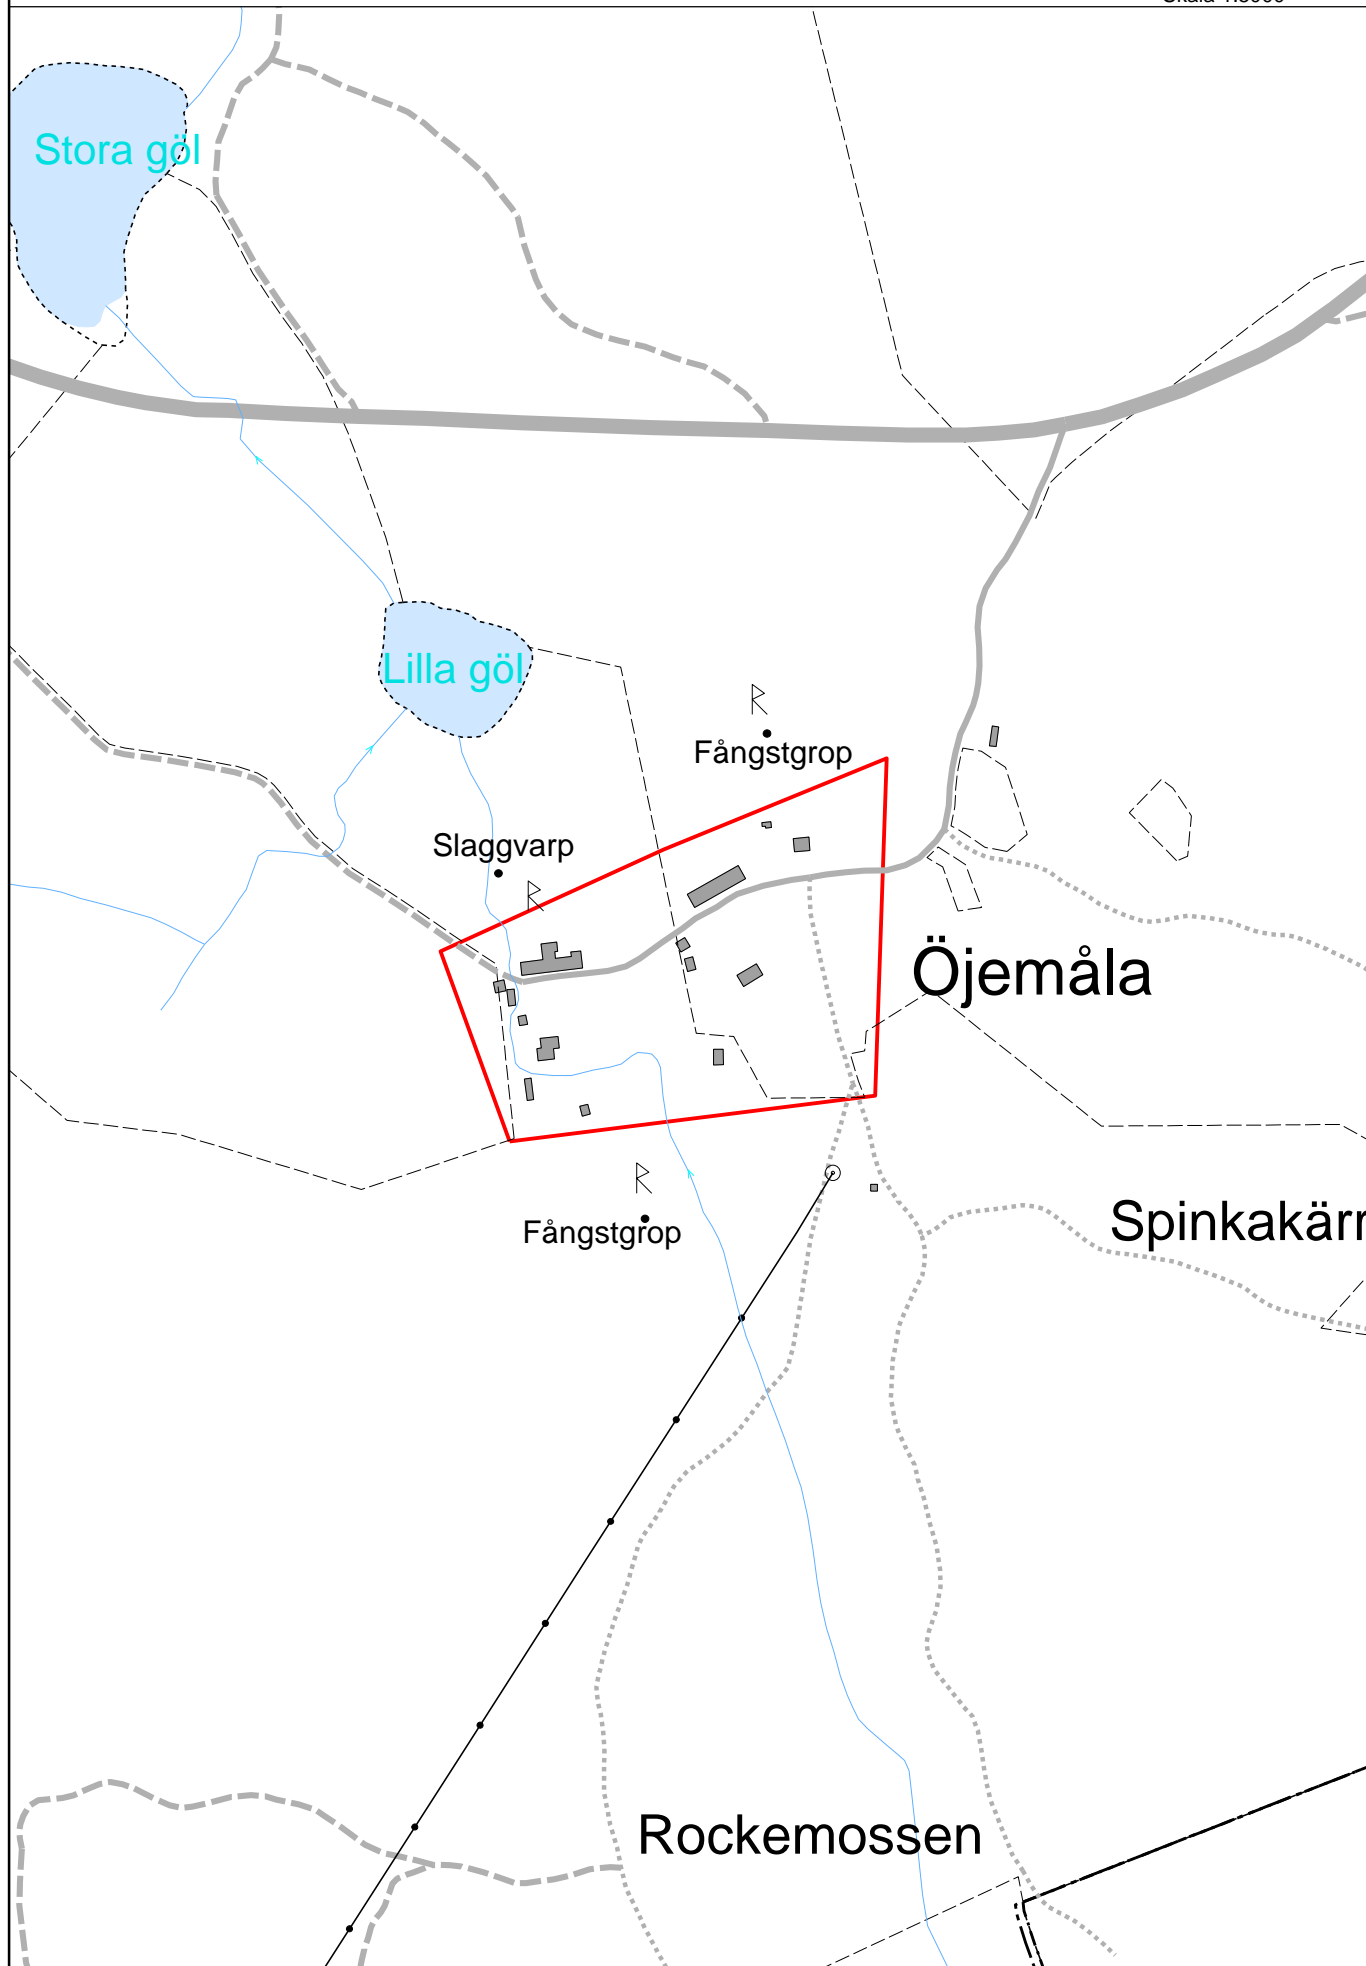 Stora göl
Lilla göl
Fångstgrop
Slaggvarp
Öjemåla
Spinkakärr
Fångstgrop
Rockemossen